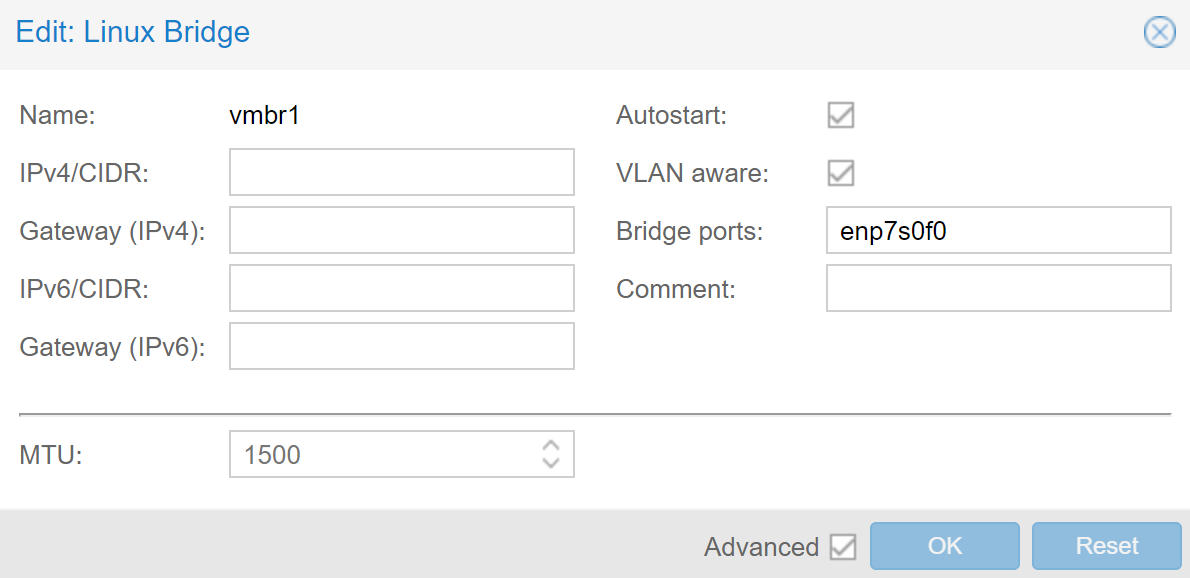 Edit: Linux Bridge
Name: vmbr1 Autostart:
IPv4/CIDR: VLAN aware:
Gateway (IPv4): Bridge ports: enp7s0f0
IPv6/CIDR: Comment:
Gateway (IPv6):
MTU: 1500
Advanced OK Reset